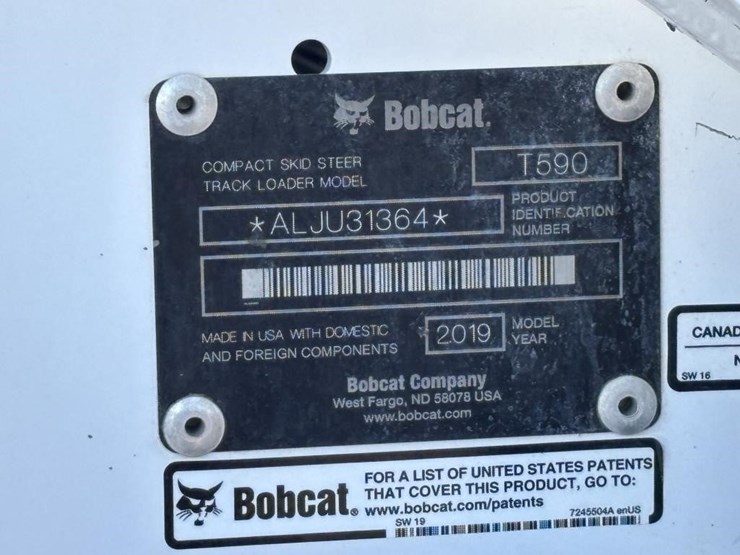 Bobcat.
COMPACT SKID STEER
TRACK LOADER MODEL
T590
*ALJU31364*
PRODUCT
IDENTIFICATION
NUMBER
MADE IN USA WITH DOMESTIC
AND FOREIGN COMPONENTS
2019
MODEL
YEAR
Bobcat Company
West Fargo, ND 58078 USA
www.bobcat.com
CANAD
N
SW 16
Bobcat®
FOR A LIST OF UNITED STATES PATENTS
THAT COVER THIS PRODUCT, GO TO:
www.bobcat.com/patents
7245504A enUS
SW 19